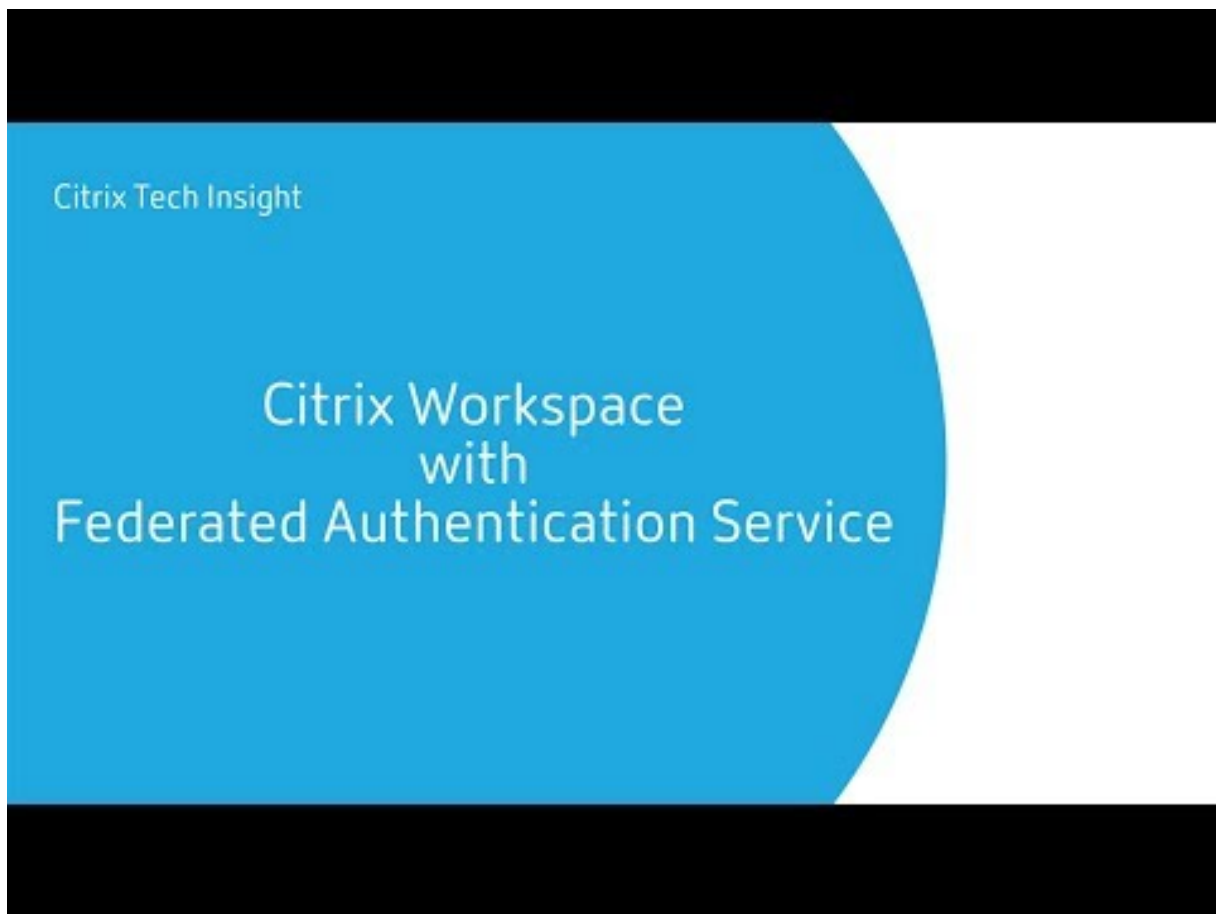 Citrix Tech Insight
Citrix Workspace
with
Federated Authentication Service